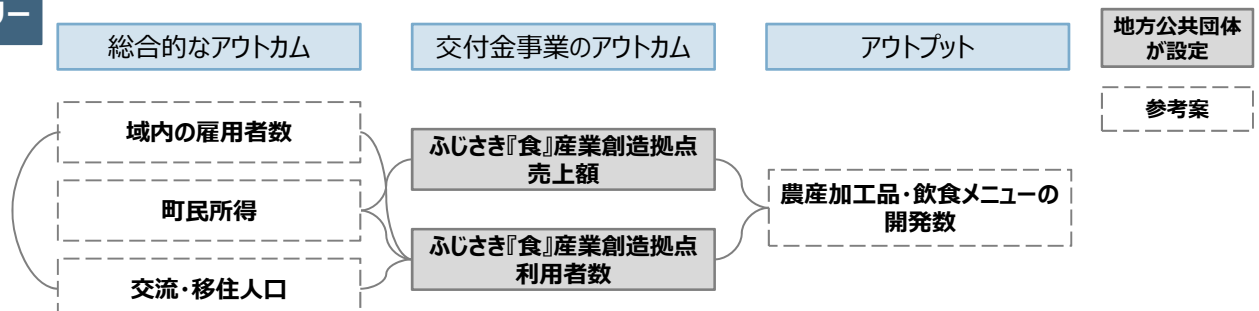 リー
総合的なアウトカム
交付金事業のアウトカム
アウトプット
地方公共団体
が設定
参考案
域内の雇用者数
町民所得
交流・移住人口
ふじさき『食』産業創造拠点
売上額
ふじさき『食』産業創造拠点
利用者数
農産加工品・飲食メニューの
開発数